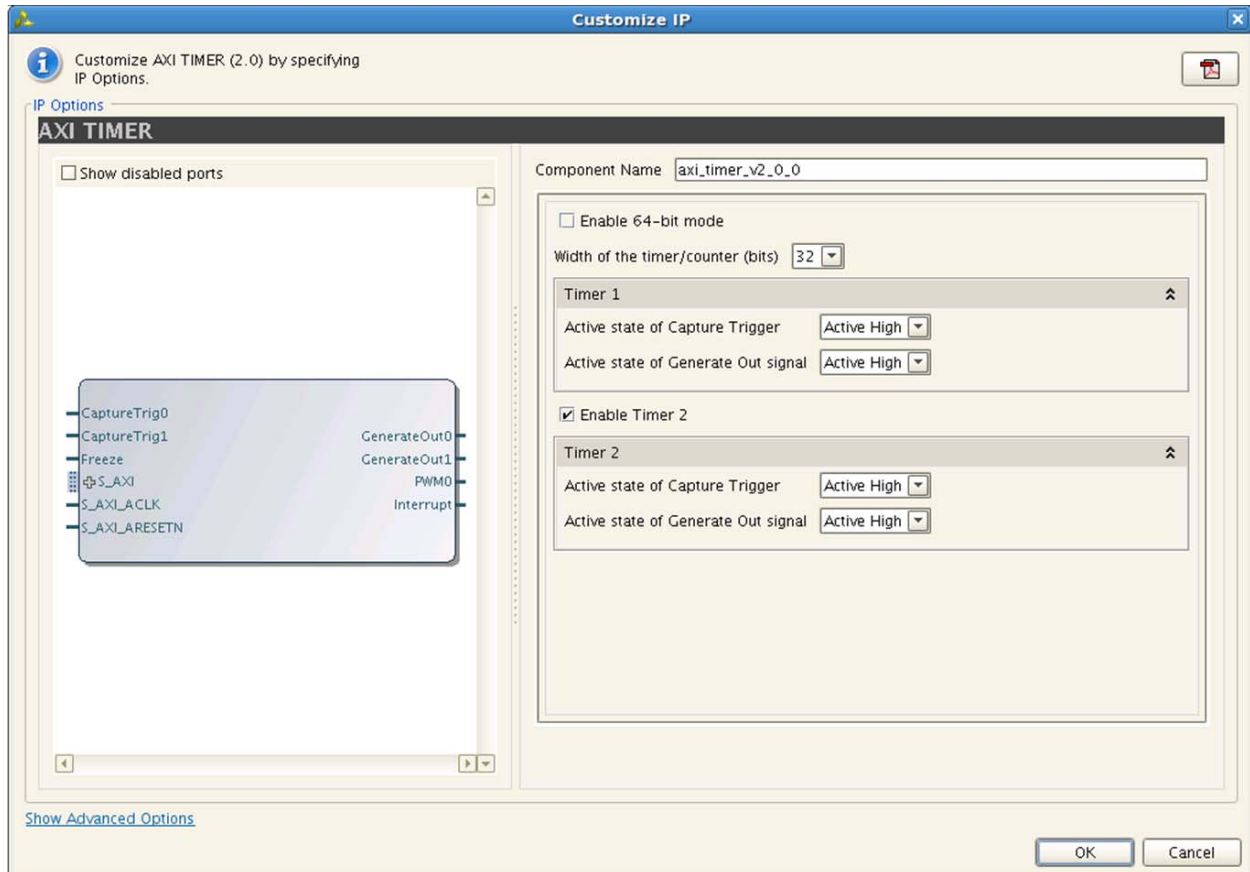 Customize IP
Customize AXI TIMER (2.0) by specifying
IP Options.
IP Options
AXI TIMER
Show disabled ports
CaptureTrig0
CaptureTrig1
Freeze
S_AXI
S_AXI_ACLK
S_AXI_ARESETN
GenerateOut0
GenerateOut1
PWM0
Interrupt
Component Name axi_timer_v2_0_0
Enable 64-bit mode
Width of the timer/counter (bits) 32
Timer 1
Active state of Capture Trigger Active High
Active state of Generate Out signal Active High
Enable Timer 2
Timer 2
Active state of Capture Trigger Active High
Active state of Generate Out signal Active High
Show Advanced Options
OK Cancel